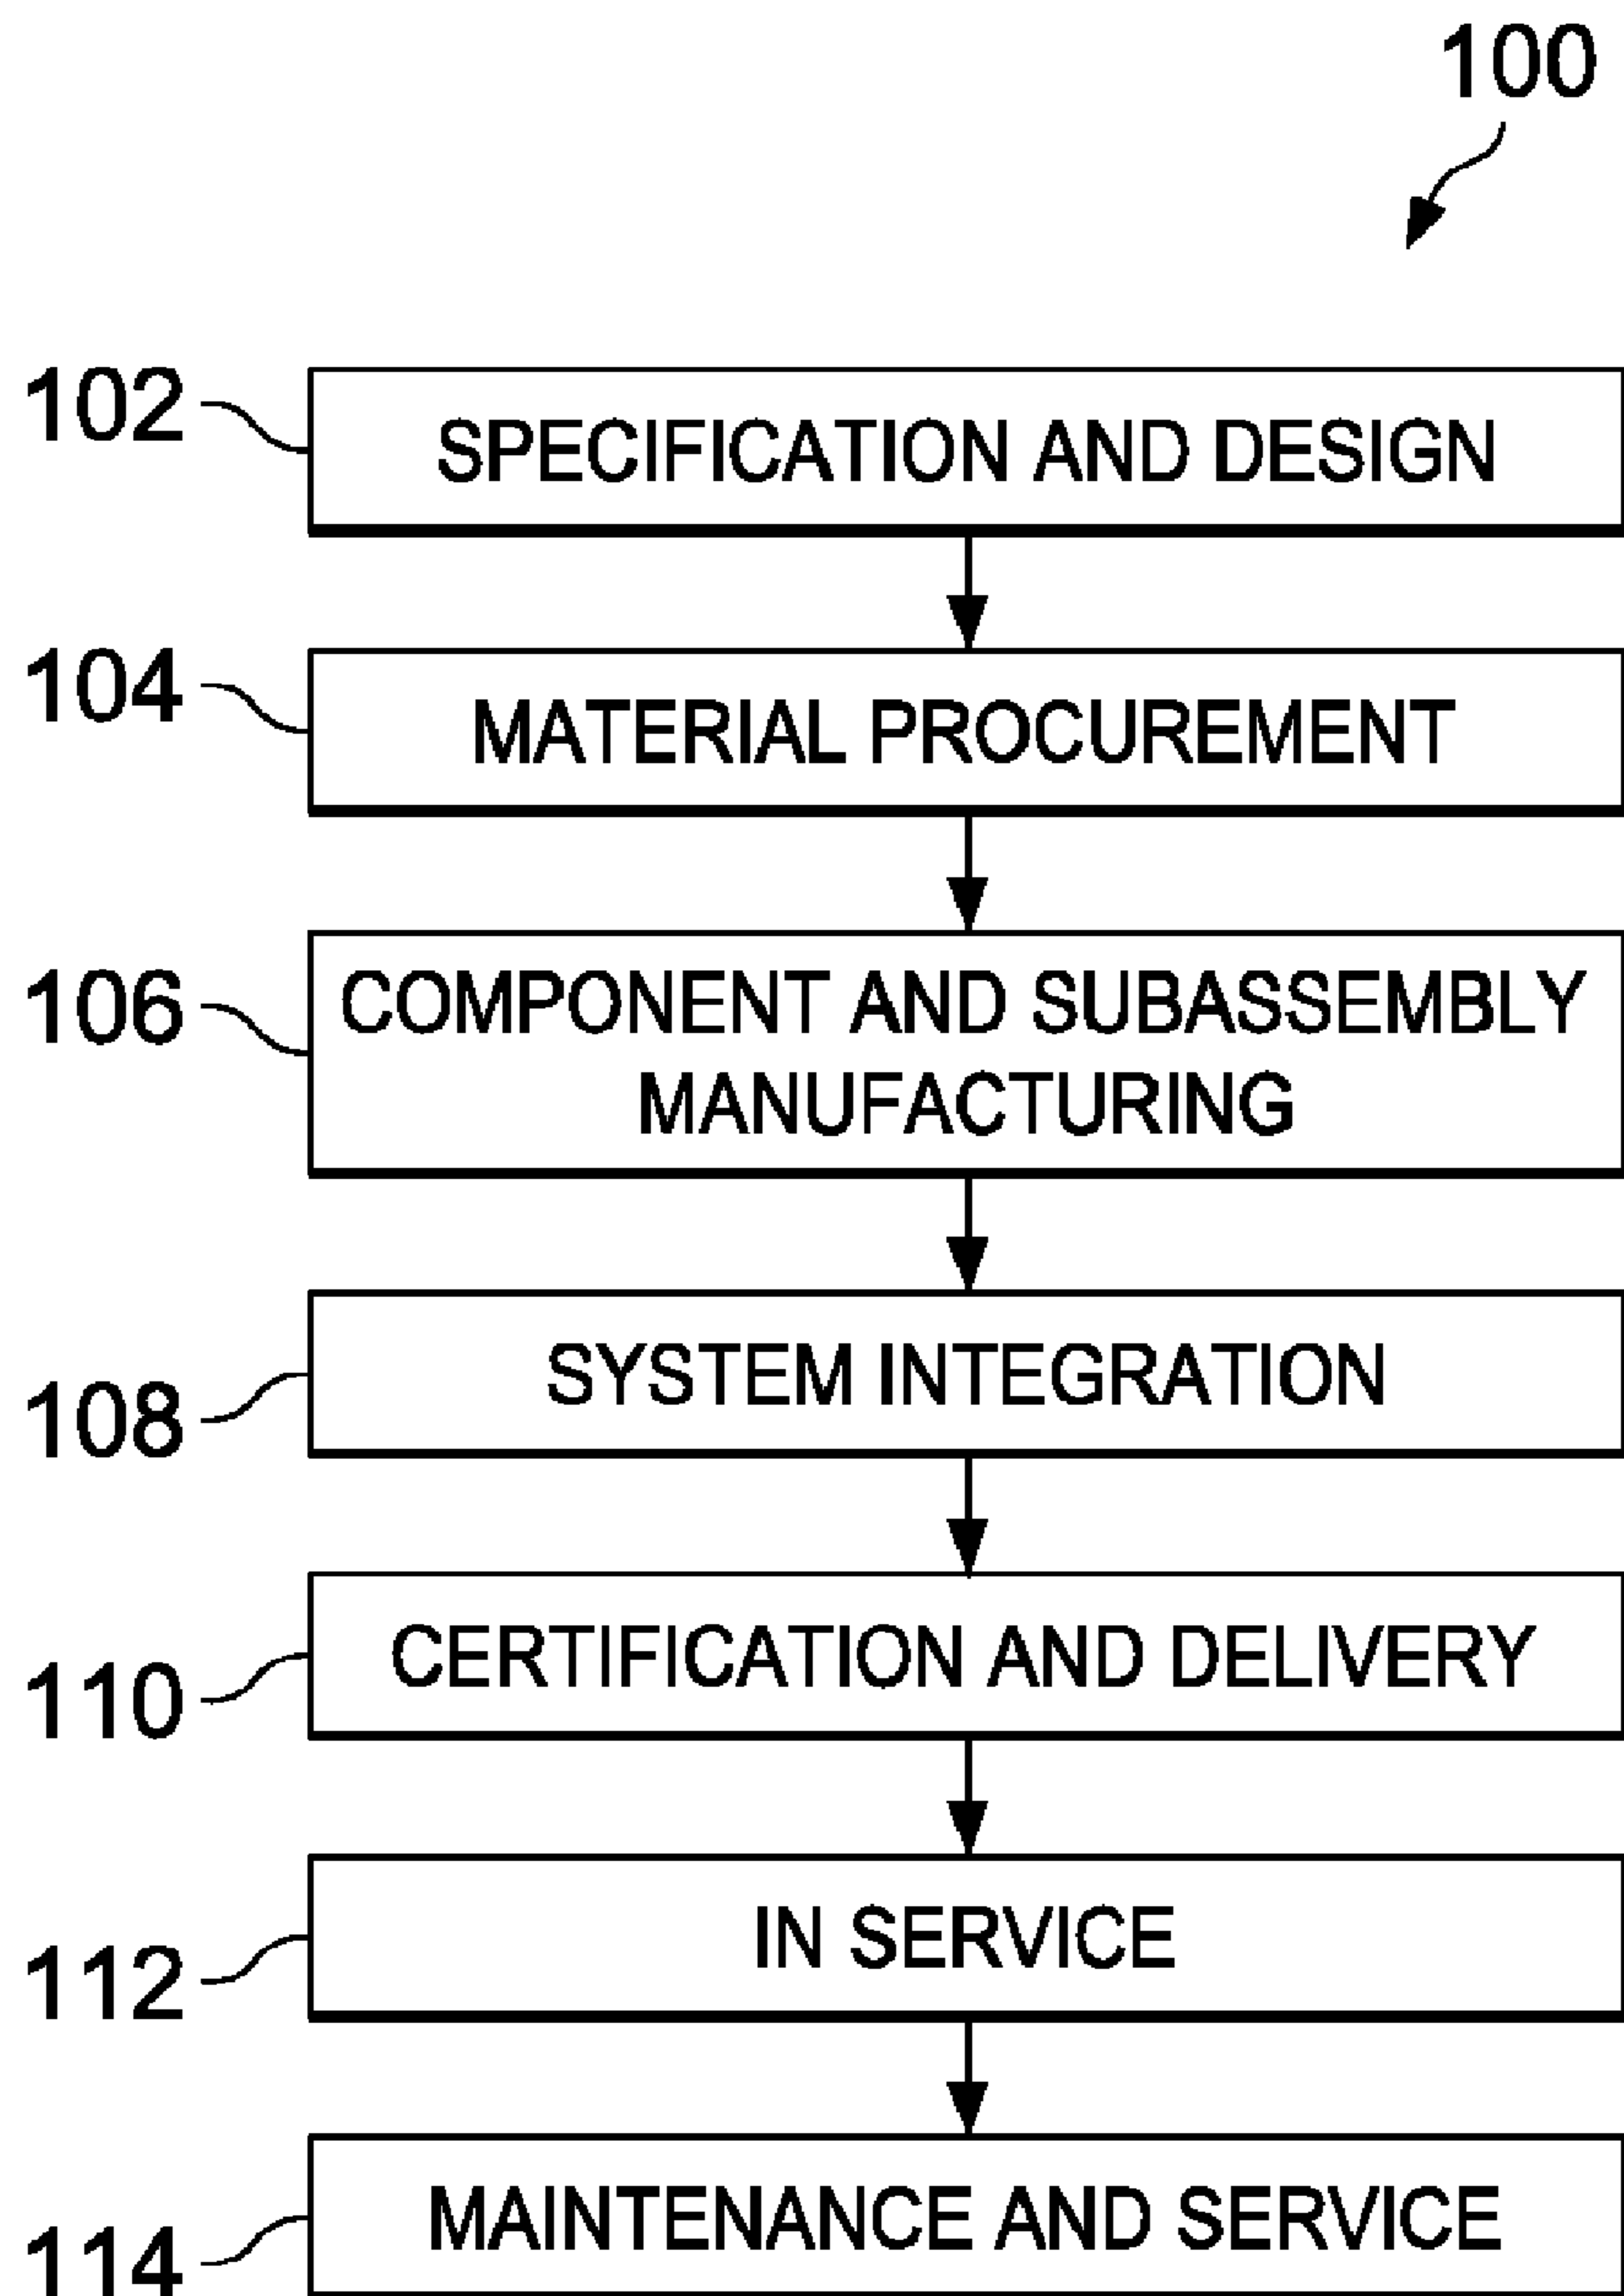 100
102
SPECIFICATION AND DESIGN
104
MATERIAL PROCUREMENT
106
COMPONENT AND SUBASSEMBLY
MANUFACTURING
108
SYSTEM INTEGRATION
110
CERTIFICATION AND DELIVERY
112
IN SERVICE
114
MAINTENANCE AND SERVICE